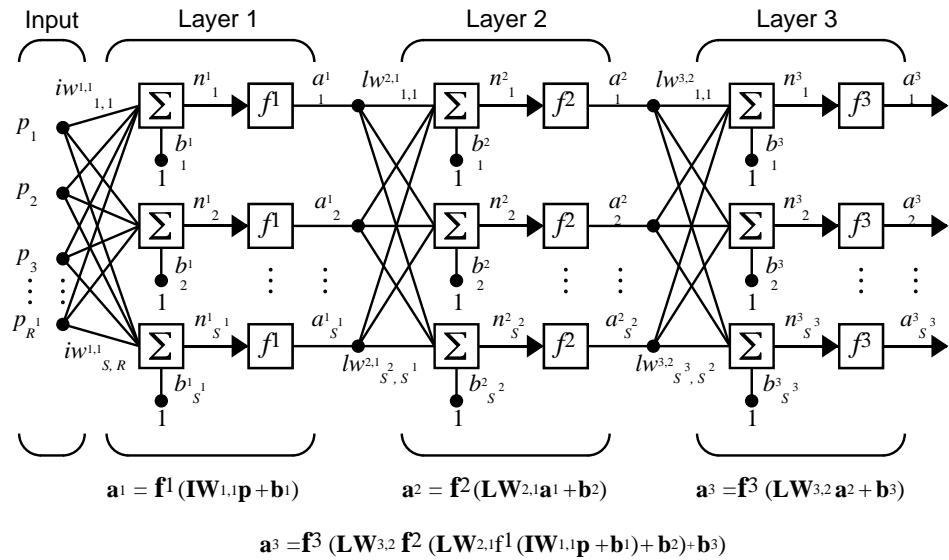 Input Layer 1 Layer 2 Layer 3
iw¹,¹ 1,1 n¹ 1 a¹ 1 lw²,¹ 1,1 n² 1 a² 1 lw³,² 1,1 n³ 1 a³ 1
Σ f¹ Σ f² Σ f³
p 1
b¹ 1 b² 1 b³ 1
1 1 1
p 2
n¹ 2 a¹ 2 n² 2 a² 2 n³ 2 a³ 2
Σ f¹ Σ f² Σ f³
p 3
b¹ 2 b² 2 b³ 2
1 1 1
p R¹
n¹ S¹ a¹ S¹ n² S² a² S² n³ S³ a³ S³
Σ f¹ Σ f² Σ f³
iw¹,¹ S, R lw²,¹ S², S¹ lw³,² S³, S²
b¹ S¹ b² S² b³ S³
1 1 1
a¹ = f¹ (IW¹,¹p + b¹) a² = f² (LW²,¹a¹ + b²) a³ = f³ (LW³,² a² + b³)
a³ = f³ (LW³,² f² (LW²,¹f¹ (IW¹,¹p + b¹) + b²) + b³)